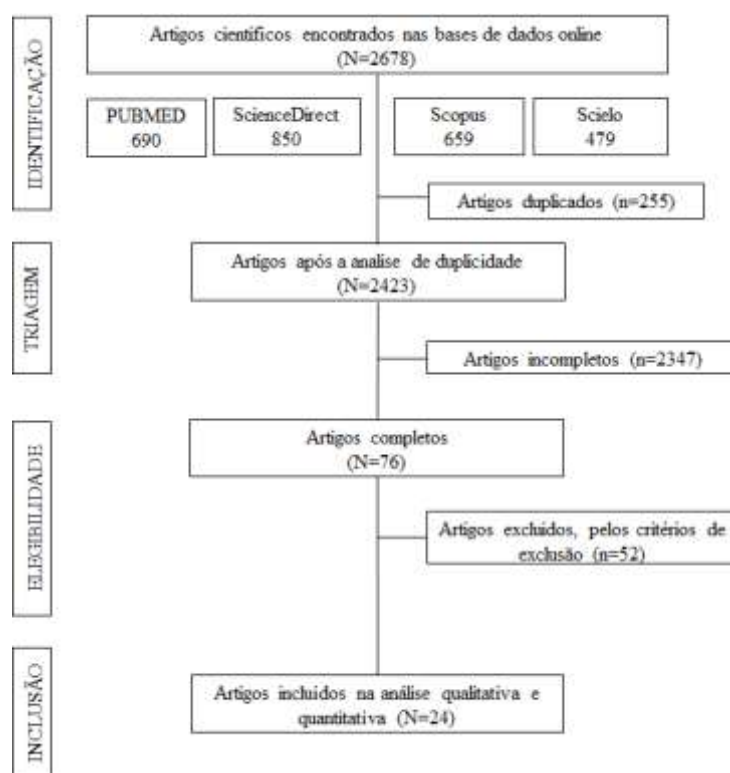 IDENTIFICAÇÃO
Artigos científicos encontrados nas bases de dados online
(N=2678)
PUBMED
690
ScienceDirect
850
Scopus
659
Scielo
479
Artigos duplicados (n=255)
TRIAGEM
Artigos após a analise de duplicidade
(N=2423)
Artigos incompletos (n=2347)
ELEGIBILIDADE
Artigos completos
(N=76)
Artigos excluidos, pelos critérios de
exclusão (n=52)
INCLUSÃO
Artigos incluidos na análise qualitativa e
quantitativa (N=24)